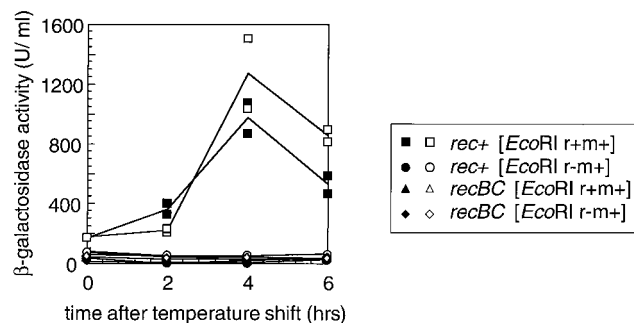 β-galactosidase activity (U/ ml)
1600
1200
800
400
0
0 2 4 6
time after temperature shift (hrs)
rec+ [EcoRI r+m+]
rec+ [EcoRI r-m+]
recBC [EcoRI r+m+]
recBC [EcoRI r-m+]